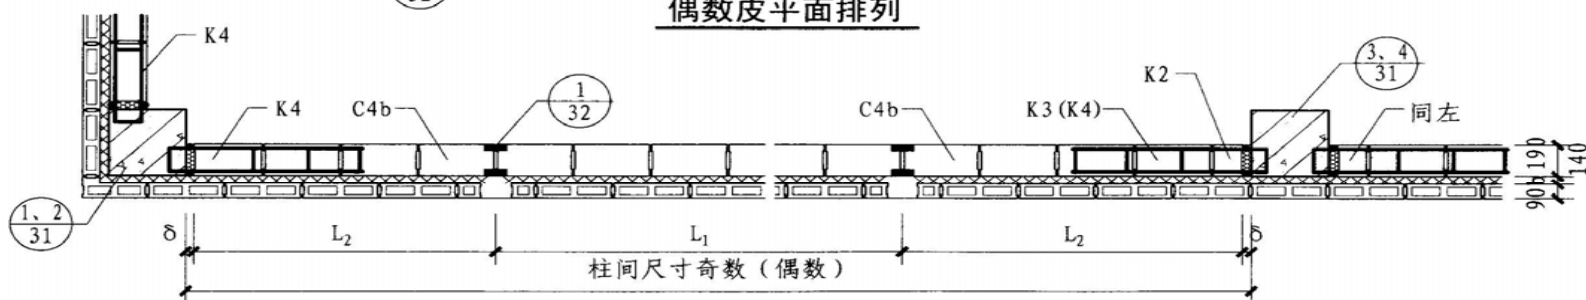 偶数皮平面排列
K4
3、4
31
K2
K4
C4b
1
32
C4b
K3(K4)
同左
190
140
90
1、2
31
δ
L₂
L₁
L₂
δ
柱间尺寸奇数(偶数)